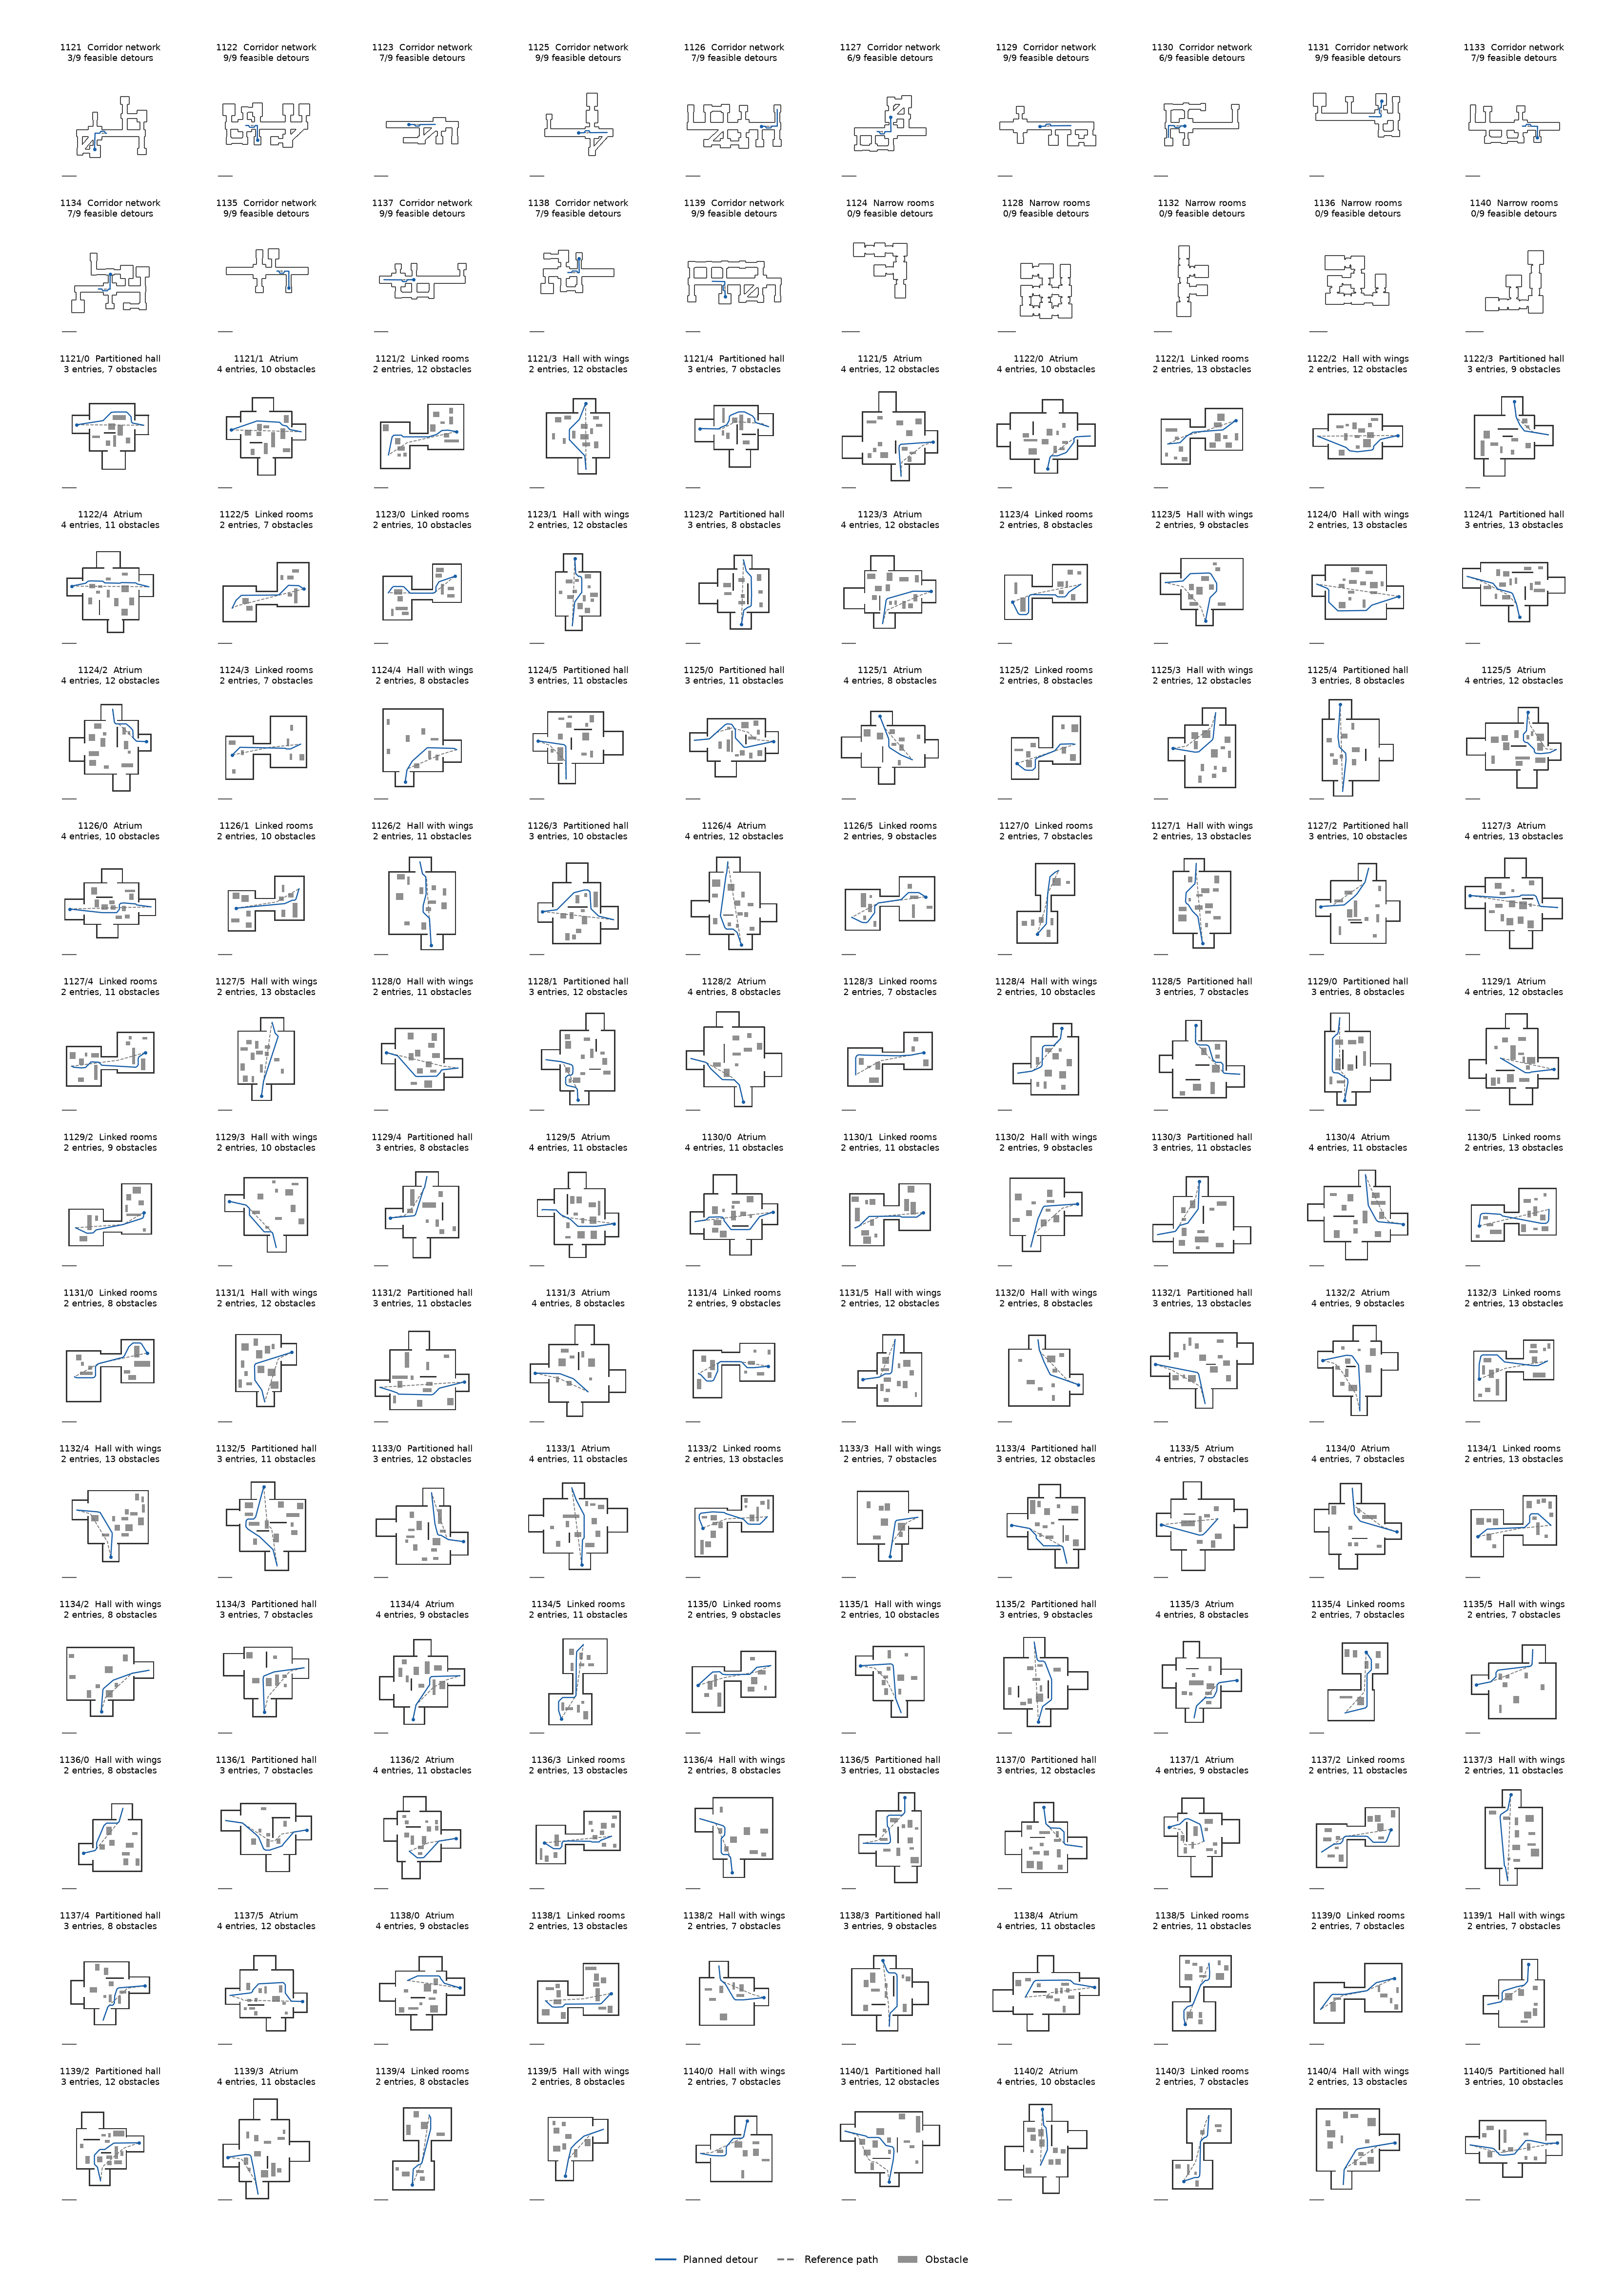 1121 Corridor network
3/9 feasible detours
1122 Corridor network
9/9 feasible detours
1123 Corridor network
7/9 feasible detours
1125 Corridor network
9/9 feasible detours
1126 Corridor network
7/9 feasible detours
1127 Corridor network
6/9 feasible detours
1129 Corridor network
9/9 feasible detours
1130 Corridor network
6/9 feasible detours
1131 Corridor network
9/9 feasible detours
1133 Corridor network
7/9 feasible detours
1134 Corridor network
7/9 feasible detours
1135 Corridor network
9/9 feasible detours
1137 Corridor network
9/9 feasible detours
1138 Corridor network
7/9 feasible detours
1139 Corridor network
9/9 feasible detours
1124 Narrow rooms
0/9 feasible detours
1128 Narrow rooms
0/9 feasible detours
1132 Narrow rooms
0/9 feasible detours
1136 Narrow rooms
0/9 feasible detours
1140 Narrow rooms
0/9 feasible detours
1121/0 Partitioned hall
3 entries, 7 obstacles
1121/1 Atrium
4 entries, 10 obstacles
1121/2 Linked rooms
2 entries, 12 obstacles
1121/3 Hall with wings
2 entries, 12 obstacles
1121/4 Partitioned hall
3 entries, 7 obstacles
1121/5 Atrium
4 entries, 12 obstacles
1122/0 Atrium
4 entries, 10 obstacles
1122/1 Linked rooms
2 entries, 13 obstacles
1122/2 Hall with wings
2 entries, 12 obstacles
1122/3 Partitioned hall
3 entries, 9 obstacles
1122/4 Atrium
4 entries, 11 obstacles
1122/5 Linked rooms
2 entries, 7 obstacles
1123/0 Linked rooms
2 entries, 10 obstacles
1123/1 Hall with wings
2 entries, 12 obstacles
1123/2 Partitioned hall
3 entries, 8 obstacles
1123/3 Atrium
4 entries, 12 obstacles
1123/4 Linked rooms
2 entries, 8 obstacles
1123/5 Hall with wings
2 entries, 9 obstacles
1124/0 Hall with wings
2 entries, 13 obstacles
1124/1 Partitioned hall
3 entries, 13 obstacles
1124/2 Atrium
4 entries, 12 obstacles
1124/3 Linked rooms
2 entries, 7 obstacles
1124/4 Hall with wings
2 entries, 8 obstacles
1124/5 Partitioned hall
3 entries, 11 obstacles
1125/0 Partitioned hall
3 entries, 11 obstacles
1125/1 Atrium
4 entries, 8 obstacles
1125/2 Linked rooms
2 entries, 8 obstacles
1125/3 Hall with wings
2 entries, 12 obstacles
1125/4 Partitioned hall
3 entries, 8 obstacles
1125/5 Atrium
4 entries, 12 obstacles
1126/0 Atrium
4 entries, 10 obstacles
1126/1 Linked rooms
2 entries, 10 obstacles
1126/2 Hall with wings
2 entries, 11 obstacles
1126/3 Partitioned hall
3 entries, 10 obstacles
1126/4 Atrium
4 entries, 12 obstacles
1126/5 Linked rooms
2 entries, 9 obstacles
1127/0 Linked rooms
2 entries, 7 obstacles
1127/1 Hall with wings
2 entries, 13 obstacles
1127/2 Partitioned hall
3 entries, 10 obstacles
1127/3 Atrium
4 entries, 13 obstacles
1127/4 Linked rooms
2 entries, 11 obstacles
1127/5 Hall with wings
2 entries, 13 obstacles
1128/0 Hall with wings
2 entries, 11 obstacles
1128/1 Partitioned hall
3 entries, 12 obstacles
1128/2 Atrium
4 entries, 8 obstacles
1128/3 Linked rooms
2 entries, 7 obstacles
1128/4 Hall with wings
2 entries, 10 obstacles
1128/5 Partitioned hall
3 entries, 7 obstacles
1129/0 Partitioned hall
3 entries, 8 obstacles
1129/1 Atrium
4 entries, 12 obstacles
1129/2 Linked rooms
2 entries, 9 obstacles
1129/3 Hall with wings
2 entries, 10 obstacles
1129/4 Partitioned hall
3 entries, 8 obstacles
1129/5 Atrium
4 entries, 11 obstacles
1130/0 Atrium
4 entries, 11 obstacles
1130/1 Linked rooms
2 entries, 11 obstacles
1130/2 Hall with wings
2 entries, 9 obstacles
1130/3 Partitioned hall
3 entries, 11 obstacles
1130/4 Atrium
4 entries, 11 obstacles
1130/5 Linked rooms
2 entries, 13 obstacles
1131/0 Linked rooms
2 entries, 8 obstacles
1131/1 Hall with wings
2 entries, 12 obstacles
1131/2 Partitioned hall
3 entries, 11 obstacles
1131/3 Atrium
4 entries, 8 obstacles
1131/4 Linked rooms
2 entries, 9 obstacles
1131/5 Hall with wings
2 entries, 12 obstacles
1132/0 Hall with wings
2 entries, 8 obstacles
1132/1 Partitioned hall
3 entries, 13 obstacles
1132/2 Atrium
4 entries, 9 obstacles
1132/3 Linked rooms
2 entries, 13 obstacles
1132/4 Hall with wings
2 entries, 13 obstacles
1132/5 Partitioned hall
3 entries, 11 obstacles
1133/0 Partitioned hall
3 entries, 12 obstacles
1133/1 Atrium
4 entries, 11 obstacles
1133/2 Linked rooms
2 entries, 13 obstacles
1133/3 Hall with wings
2 entries, 7 obstacles
1133/4 Partitioned hall
3 entries, 12 obstacles
1133/5 Atrium
4 entries, 7 obstacles
1134/0 Atrium
4 entries, 7 obstacles
1134/1 Linked rooms
2 entries, 13 obstacles
1134/2 Hall with wings
2 entries, 8 obstacles
1134/3 Partitioned hall
3 entries, 7 obstacles
1134/4 Atrium
4 entries, 9 obstacles
1134/5 Linked rooms
2 entries, 11 obstacles
1135/0 Linked rooms
2 entries, 9 obstacles
1135/1 Hall with wings
2 entries, 10 obstacles
1135/2 Partitioned hall
3 entries, 9 obstacles
1135/3 Atrium
4 entries, 8 obstacles
1135/4 Linked rooms
2 entries, 7 obstacles
1135/5 Hall with wings
2 entries, 7 obstacles
1136/0 Hall with wings
2 entries, 8 obstacles
1136/1 Partitioned hall
3 entries, 7 obstacles
1136/2 Atrium
4 entries, 11 obstacles
1136/3 Linked rooms
2 entries, 13 obstacles
1136/4 Hall with wings
2 entries, 8 obstacles
1136/5 Partitioned hall
3 entries, 11 obstacles
1137/0 Partitioned hall
3 entries, 12 obstacles
1137/1 Atrium
4 entries, 9 obstacles
1137/2 Linked rooms
2 entries, 11 obstacles
1137/3 Hall with wings
2 entries, 11 obstacles
1137/4 Partitioned hall
3 entries, 8 obstacles
1137/5 Atrium
4 entries, 12 obstacles
1138/0 Atrium
4 entries, 9 obstacles
1138/1 Linked rooms
2 entries, 13 obstacles
1138/2 Hall with wings
2 entries, 7 obstacles
1138/3 Partitioned hall
3 entries, 9 obstacles
1138/4 Atrium
4 entries, 11 obstacles
1138/5 Linked rooms
2 entries, 11 obstacles
1139/0 Linked rooms
2 entries, 7 obstacles
1139/1 Hall with wings
2 entries, 7 obstacles
1139/2 Partitioned hall
3 entries, 12 obstacles
1139/3 Atrium
4 entries, 11 obstacles
1139/4 Linked rooms
2 entries, 8 obstacles
1139/5 Hall with wings
2 entries, 8 obstacles
1140/0 Hall with wings
2 entries, 7 obstacles
1140/1 Partitioned hall
3 entries, 12 obstacles
1140/2 Atrium
4 entries, 10 obstacles
1140/3 Linked rooms
2 entries, 7 obstacles
1140/4 Hall with wings
2 entries, 13 obstacles
1140/5 Partitioned hall
3 entries, 10 obstacles
Planned detour
Reference path
Obstacle